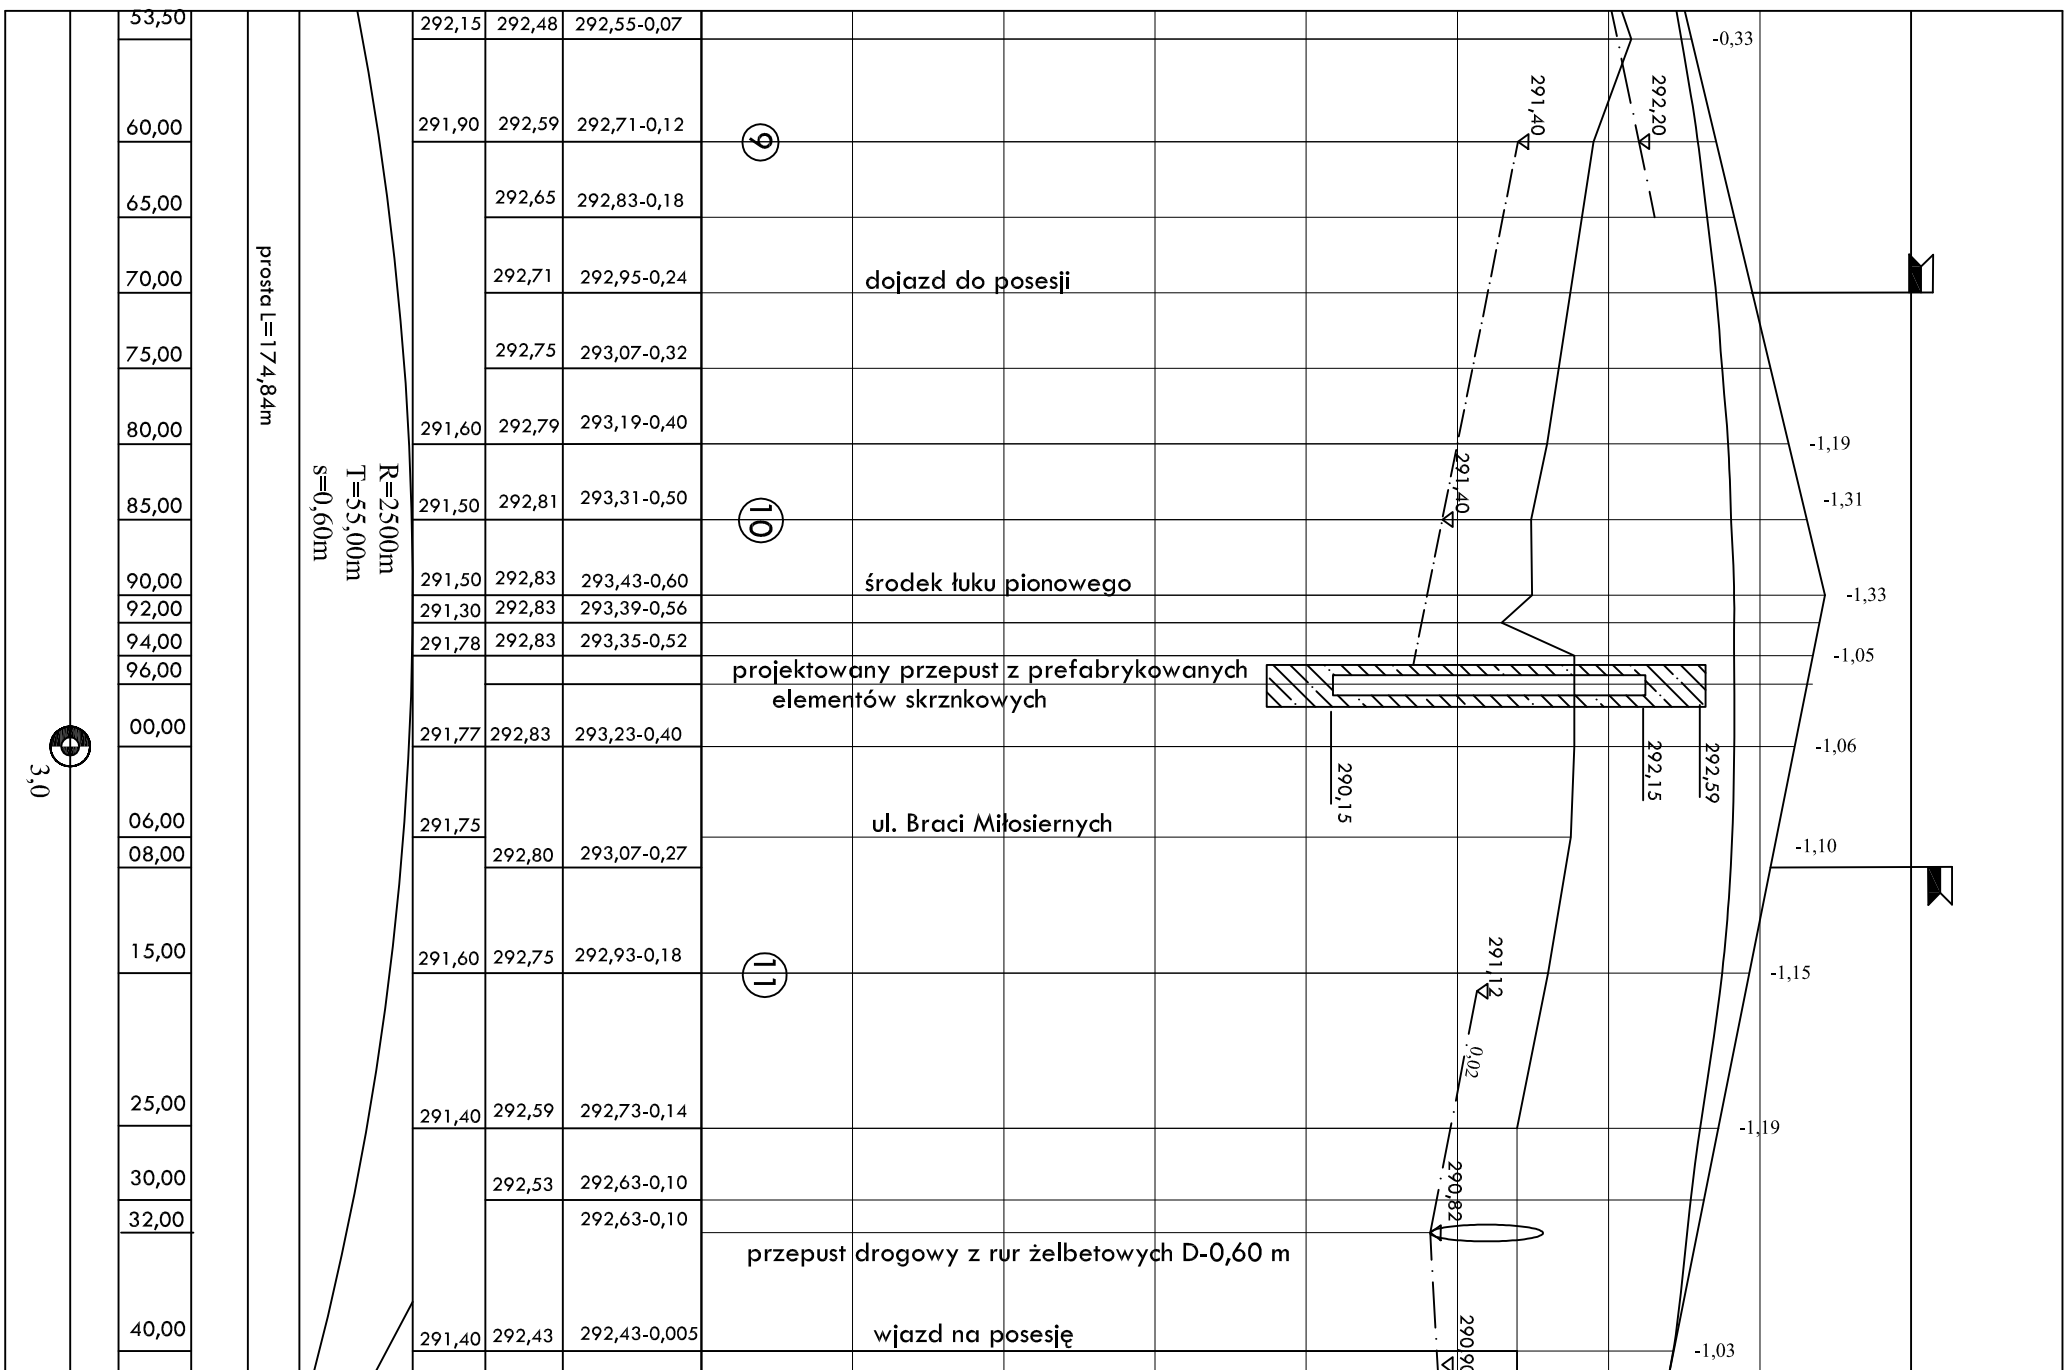 53,50 292,15 292,48 292,55-0,07 -0,33
291,40 292,20
60,00 291,90 292,59 292,71-0,12 9
65,00 292,65 292,83-0,18
70,00 292,71 292,95-0,24 dojazd do posesji
prosta L=174,84m
75,00 292,75 293,07-0,32
80,00 291,60 292,79 293,19-0,40 -1,19
R=2500m
T=55,00m
s=0,60m
291,40
85,00 291,50 292,81 293,31-0,50 10 -1,31
90,00 291,50 292,83 293,43-0,60 środek łuku pionowego -1,33
92,00 291,30 292,83 293,39-0,56
94,00 291,78 292,83 293,35-0,52 -1,05
96,00 projektowany przepust z prefabrykowanych
elementów skrznkowych
00,00 291,77 292,83 293,23-0,40 -1,06
3,0
290,15 292,15 292,59
06,00 291,75 ul. Braci Miłosiernych
08,00 292,80 293,07-0,27 -1,10
15,00 291,60 292,75 292,93-0,18 11 291,12 -1,15
0,02
25,00 291,40 292,59 292,73-0,14 -1,19
30,00 292,53 292,63-0,10 290,82
32,00 292,63-0,10
przepust drogowy z rur żelbetowych D-0,60 m
40,00 291,40 292,43 292,43-0,005 wjazd na posesję 290,90 -1,03